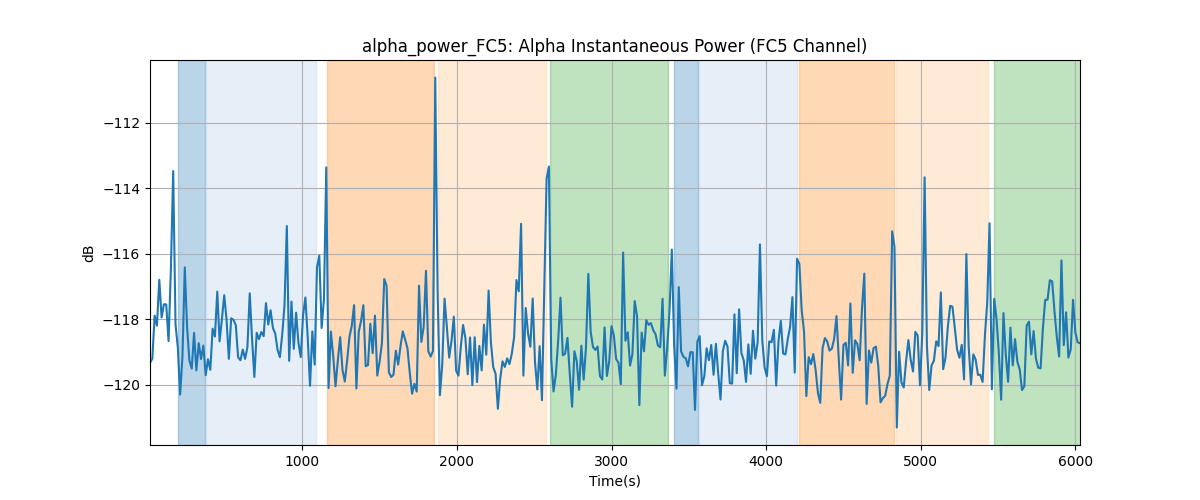 alpha_power_FC5: Alpha Instantaneous Power (FC5 Channel)
dB
−112
−114
−116
−118
−120
1000 2000 3000 4000 5000 6000
Time(s)